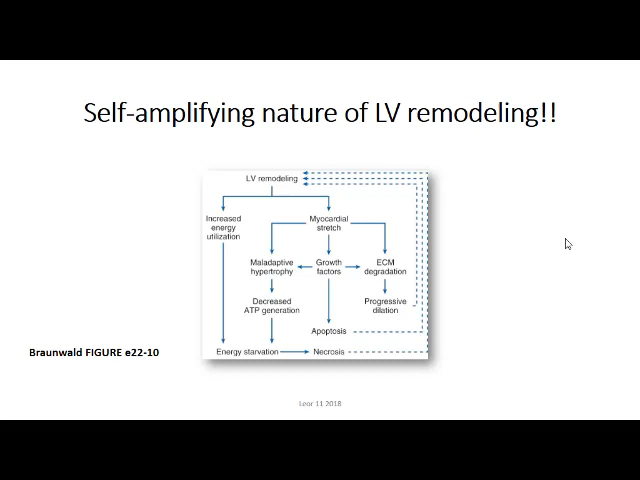 Self-amplifying nature of LV remodeling!!
LV remodeling
Increased
energy
utilization
Myocardial
stretch
Maladaptive
hypertrophy
Growth
factors
ECM
degradation
Decreased
ATP generation
Progressive
dilation
Apoptosis
Energy starvation
Necrosis
Braunwald FIGURE e22-10
Leor 11 2018